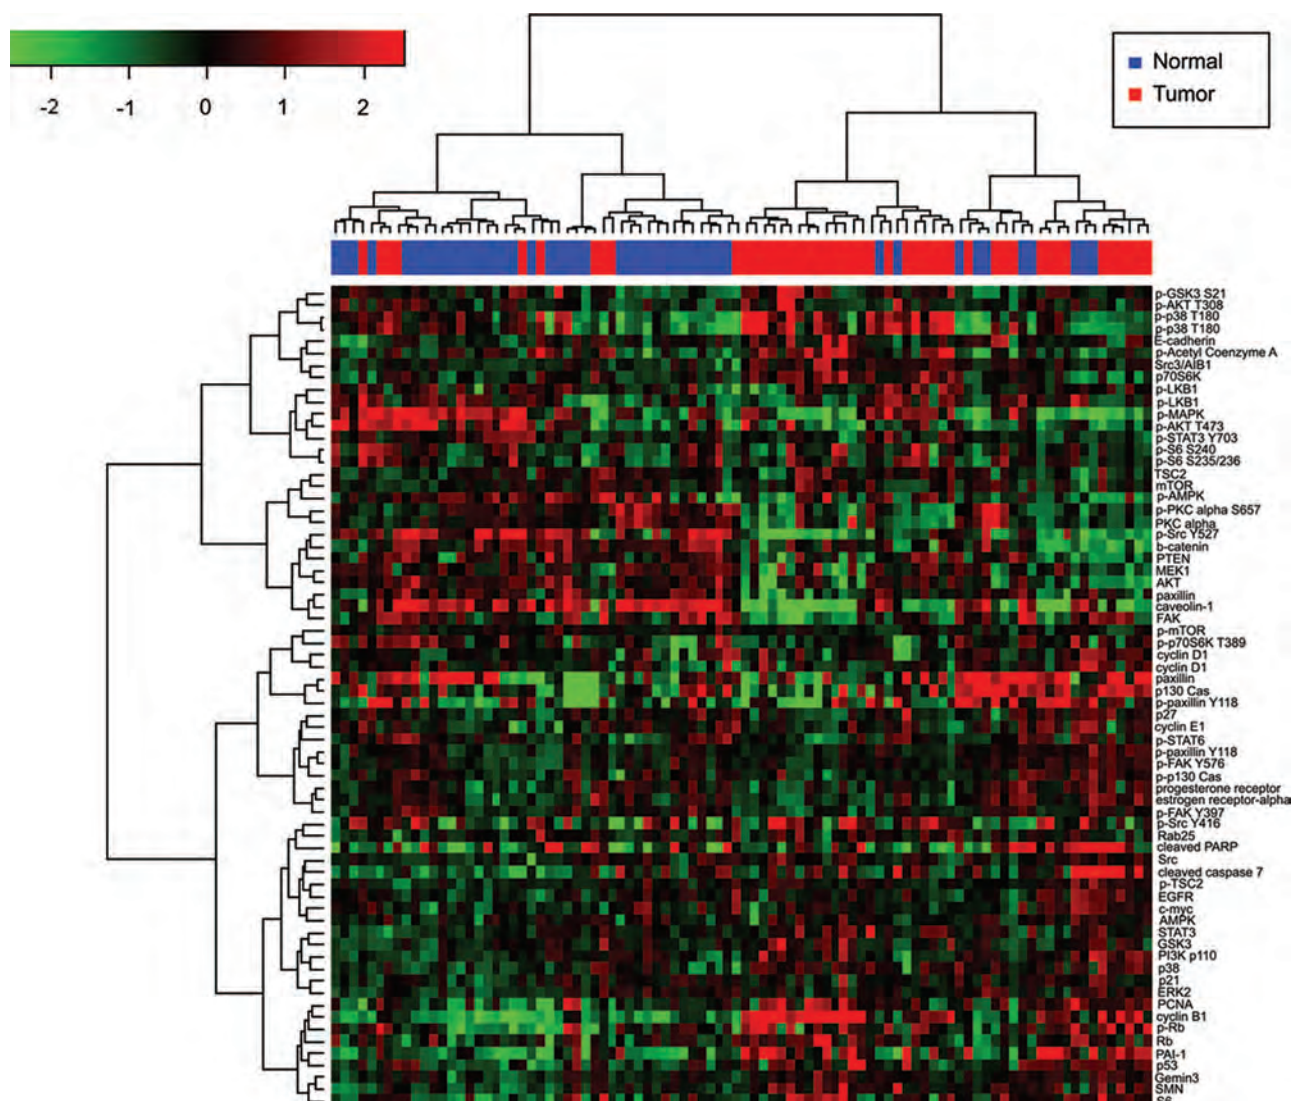 -2 -1 0 1 2
Normal
Tumor
p-GSK3 S21
p-AKT T308
p-p38 T180
p-p38 T180
E-cadherin
p-Acetyl Coenzyme A
Src3/AIB1
p70S6K
p-LKB1
p-LKB1
p-MAPK
p-AKT T473
p-STAT3 Y703
p-S6 S240
p-S6 S235/236
TSC2
mTOR
p-AMPK
p-PKC alpha S657
PKC alpha
p-Src Y527
b-catenin
PTEN
MEK1
AKT
paxillin
caveolin-1
FAK
p-mTOR
p-p70S6K T389
cyclin D1
cyclin D1
paxillin
p130 Cas
p-paxillin Y118
p27
cyclin E1
p-STAT6
p-paxillin Y118
p-FAK Y576
p-p130 Cas
progesterone receptor
estrogen receptor-alpha
p-FAK Y397
p-Src Y416
Rab25
cleaved PARP
Src
cleaved caspase 7
p-TSC2
EGFR
c-myc
AMPK
STAT3
GSK3
PI3K p110
p38
p21
ERK2
PCNA
cyclin B1
p-Rb
Rb
PAI-1
p53
Gemin3
SMN
S6